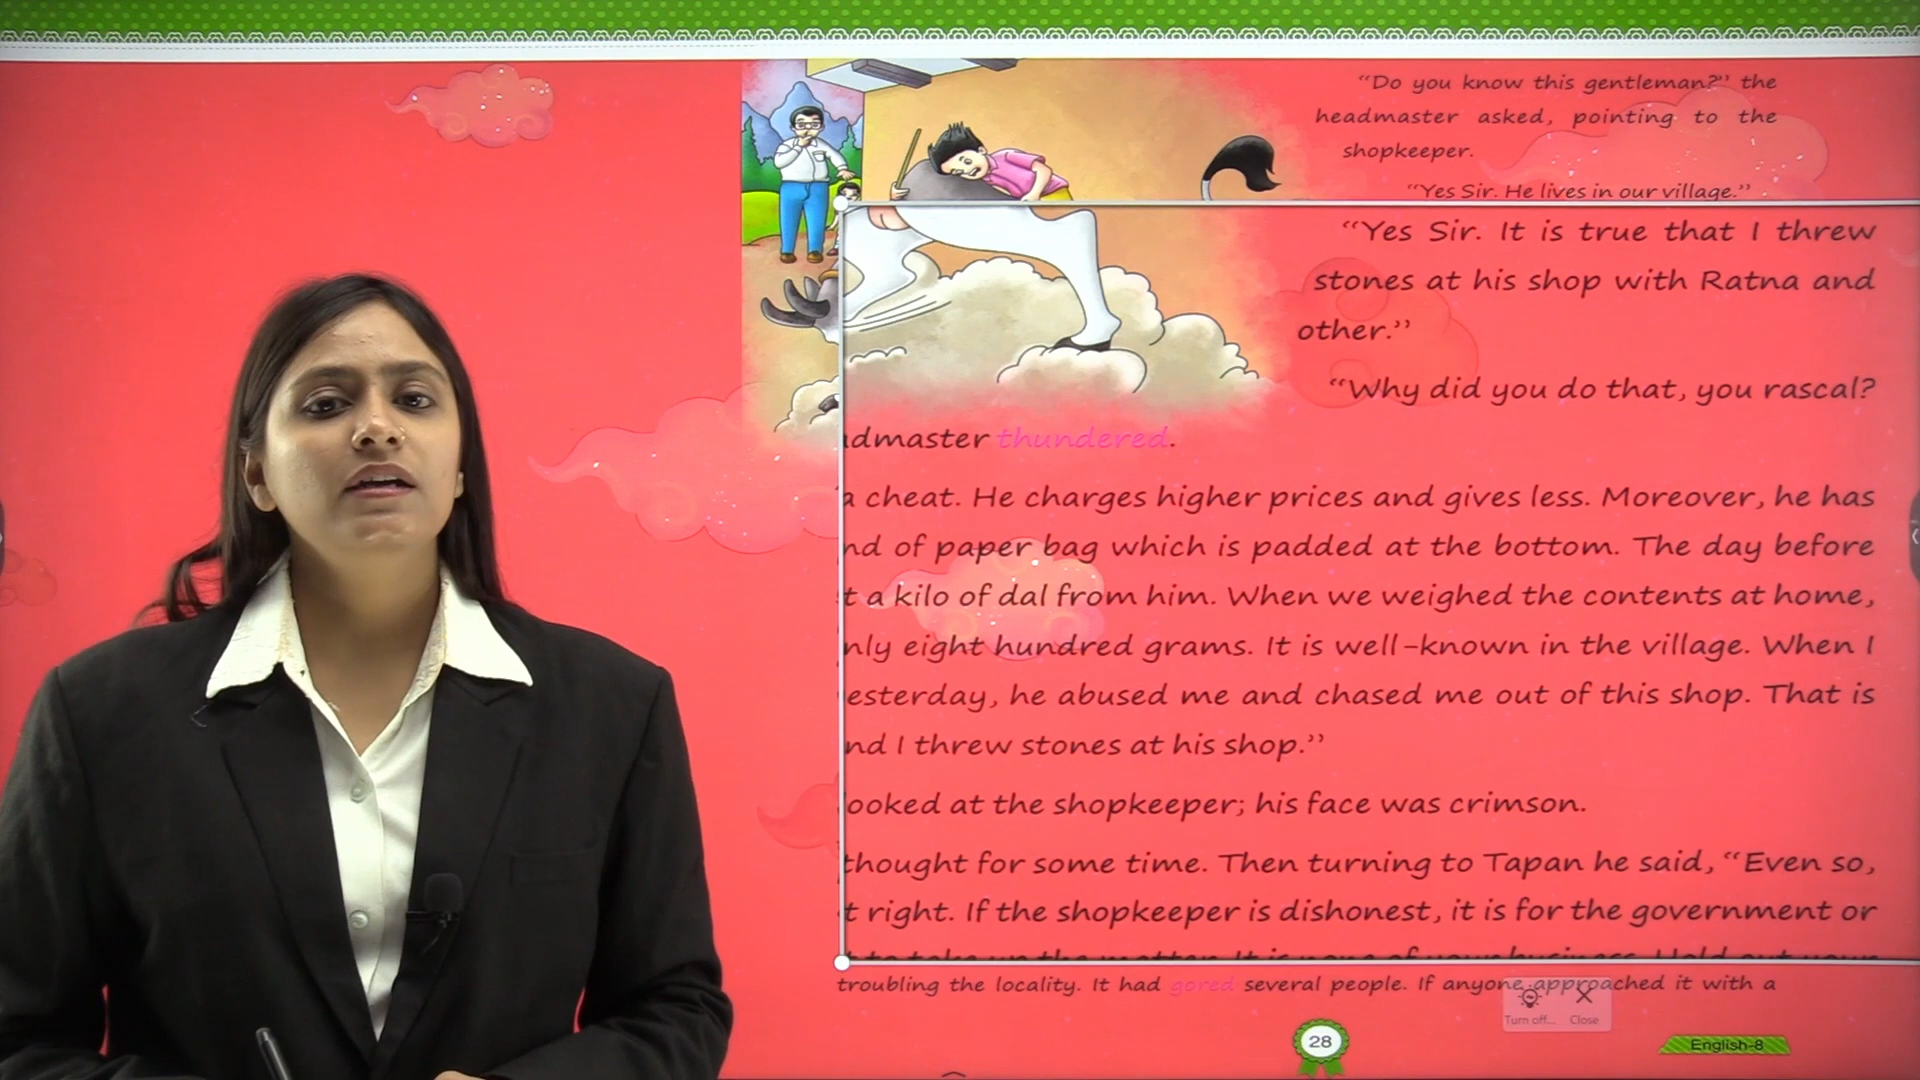 “Do you know this gentleman?” the
headmaster asked, pointing to the
shopkeeper.
“Yes Sir. He lives in our village.”
“Yes Sir. It is true that I threw
stones at his shop with Ratna and
other.”
“Why did you do that, you rascal?
admaster thundered.
a cheat. He charges higher prices and gives less. Moreover, he has
nd of paper bag which is padded at the bottom. The day before
t a kilo of dal from him. When we weighed the contents at home,
nly eight hundred grams. It is well-known in the village. When I
esterday, he abused me and chased me out of this shop. That is
nd I threw stones at his shop.”
ooked at the shopkeeper; his face was crimson.
thought for some time. Then turning to Tapan he said, “Even so,
t right. If the shopkeeper is dishonest, it is for the government or
troubling the locality. It had gored several people. If anyone approached it with a
Turn off... Close
28
English-8